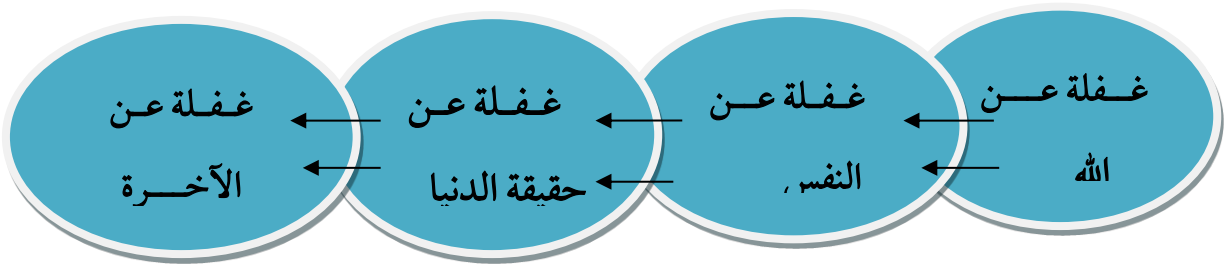 غفلة عن
الله
غفلة عن
النفس
غفلة عن
حقيقة الدنيا
غفلة عن
الآخرة